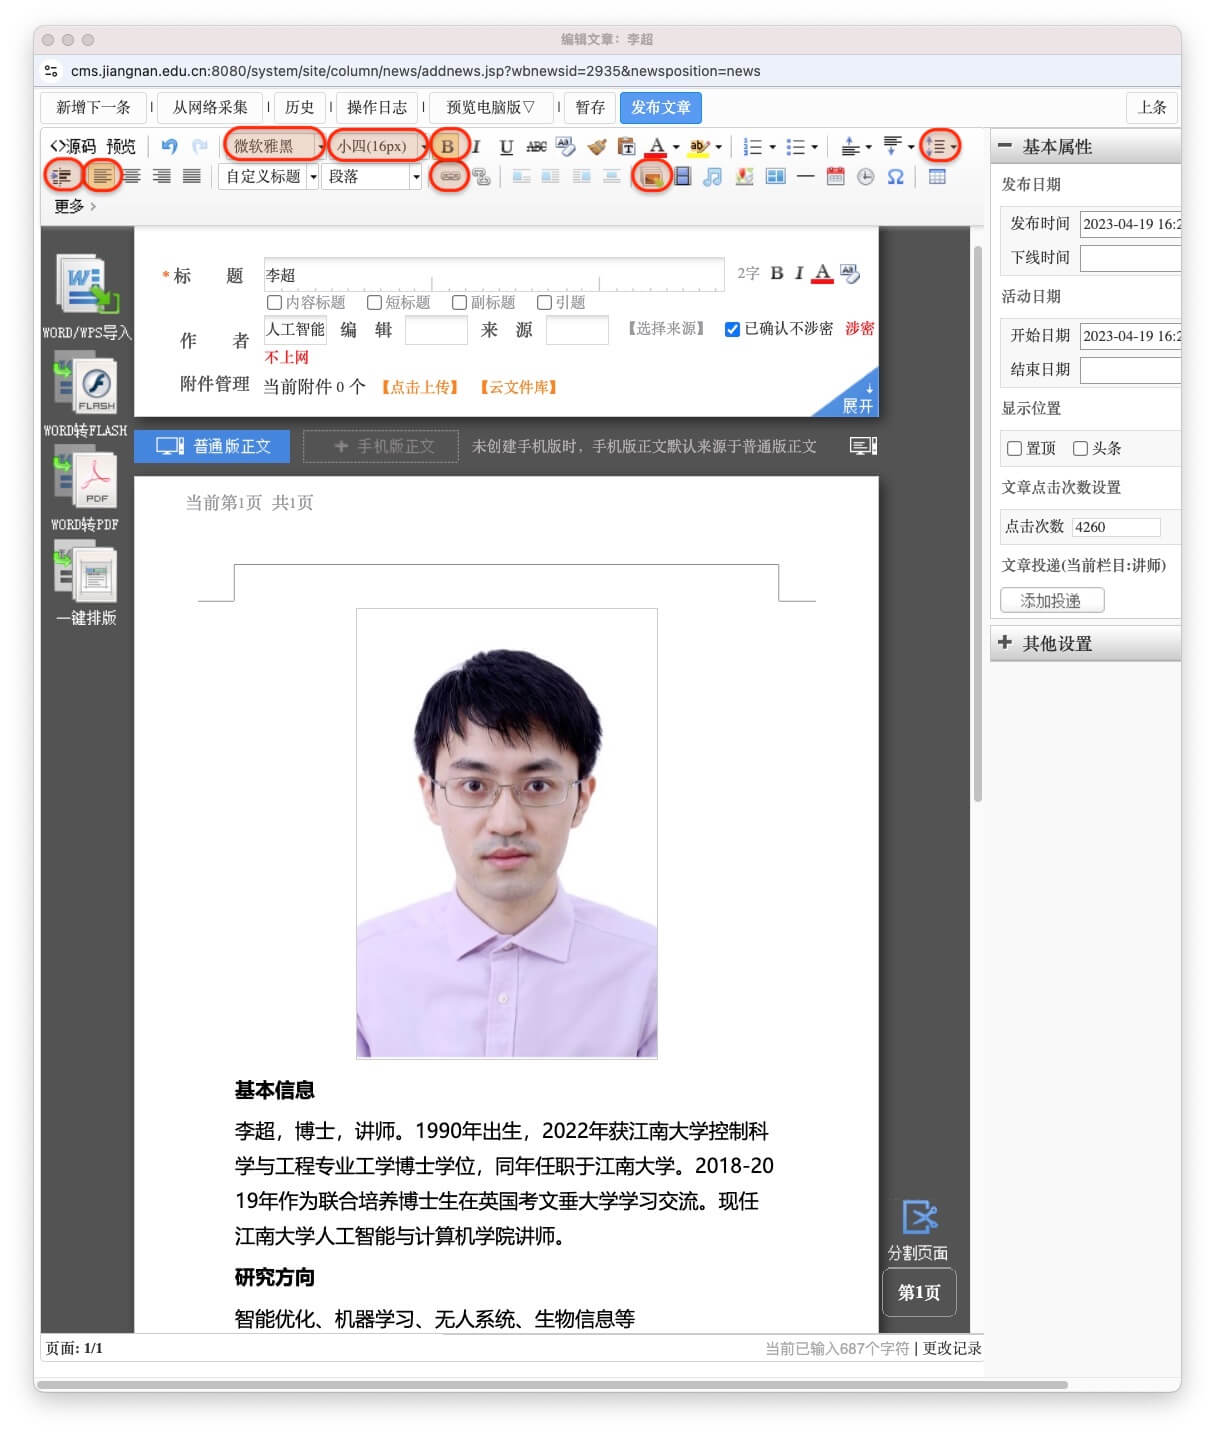 编辑文章：李超
cms.jiangnan.edu.cn:8080/system/site/column/news/addnews.jsp?wbnewsid=2935&newsposition=news
新增下一条 | 从网络采集 | 历史 | 操作日志 | 预览电脑版▽ | 暂存 发布文章 上条
<>源码 预览 微软雅黑 小四(16px) B I U ABC A ab
自定义标题 段落 Ω
更多 >
WORD/WPS导入
FLASH
WORD转FLASH
PDF
WORD转PDF
一键排版
*标 题 李超 2字 B I A
内容标题 短标题 副标题 引题
作 者 人工智能 编 辑 来 源 【选择来源】 已确认不涉密 涉密
不上网
附件管理 当前附件 0 个 【点击上传】 【云文件库】
展开
普通版正文 + 手机版正文 未创建手机版时，手机版正文默认来源于普通版正文
当前第1页 共1页
基本信息
李超，博士，讲师。1990年出生，2022年获江南大学控制科
学与工程专业工学博士学位，同年任职于江南大学。2018-20
19年作为联合培养博士生在英国考文垂大学学习交流。现任
江南大学人工智能与计算机学院讲师。
研究方向
智能优化、机器学习、无人系统、生物信息等
分割页面
第1页
页面: 1/1 当前已输入687个字符 | 更改记录
基本属性
发布日期
发布时间 2023-04-19 16:2
下线时间
活动日期
开始日期 2023-04-19 16:2
结束日期
显示位置
置顶 头条
文章点击次数设置
点击次数 4260
文章投递(当前栏目:讲师)
添加投递
其他设置